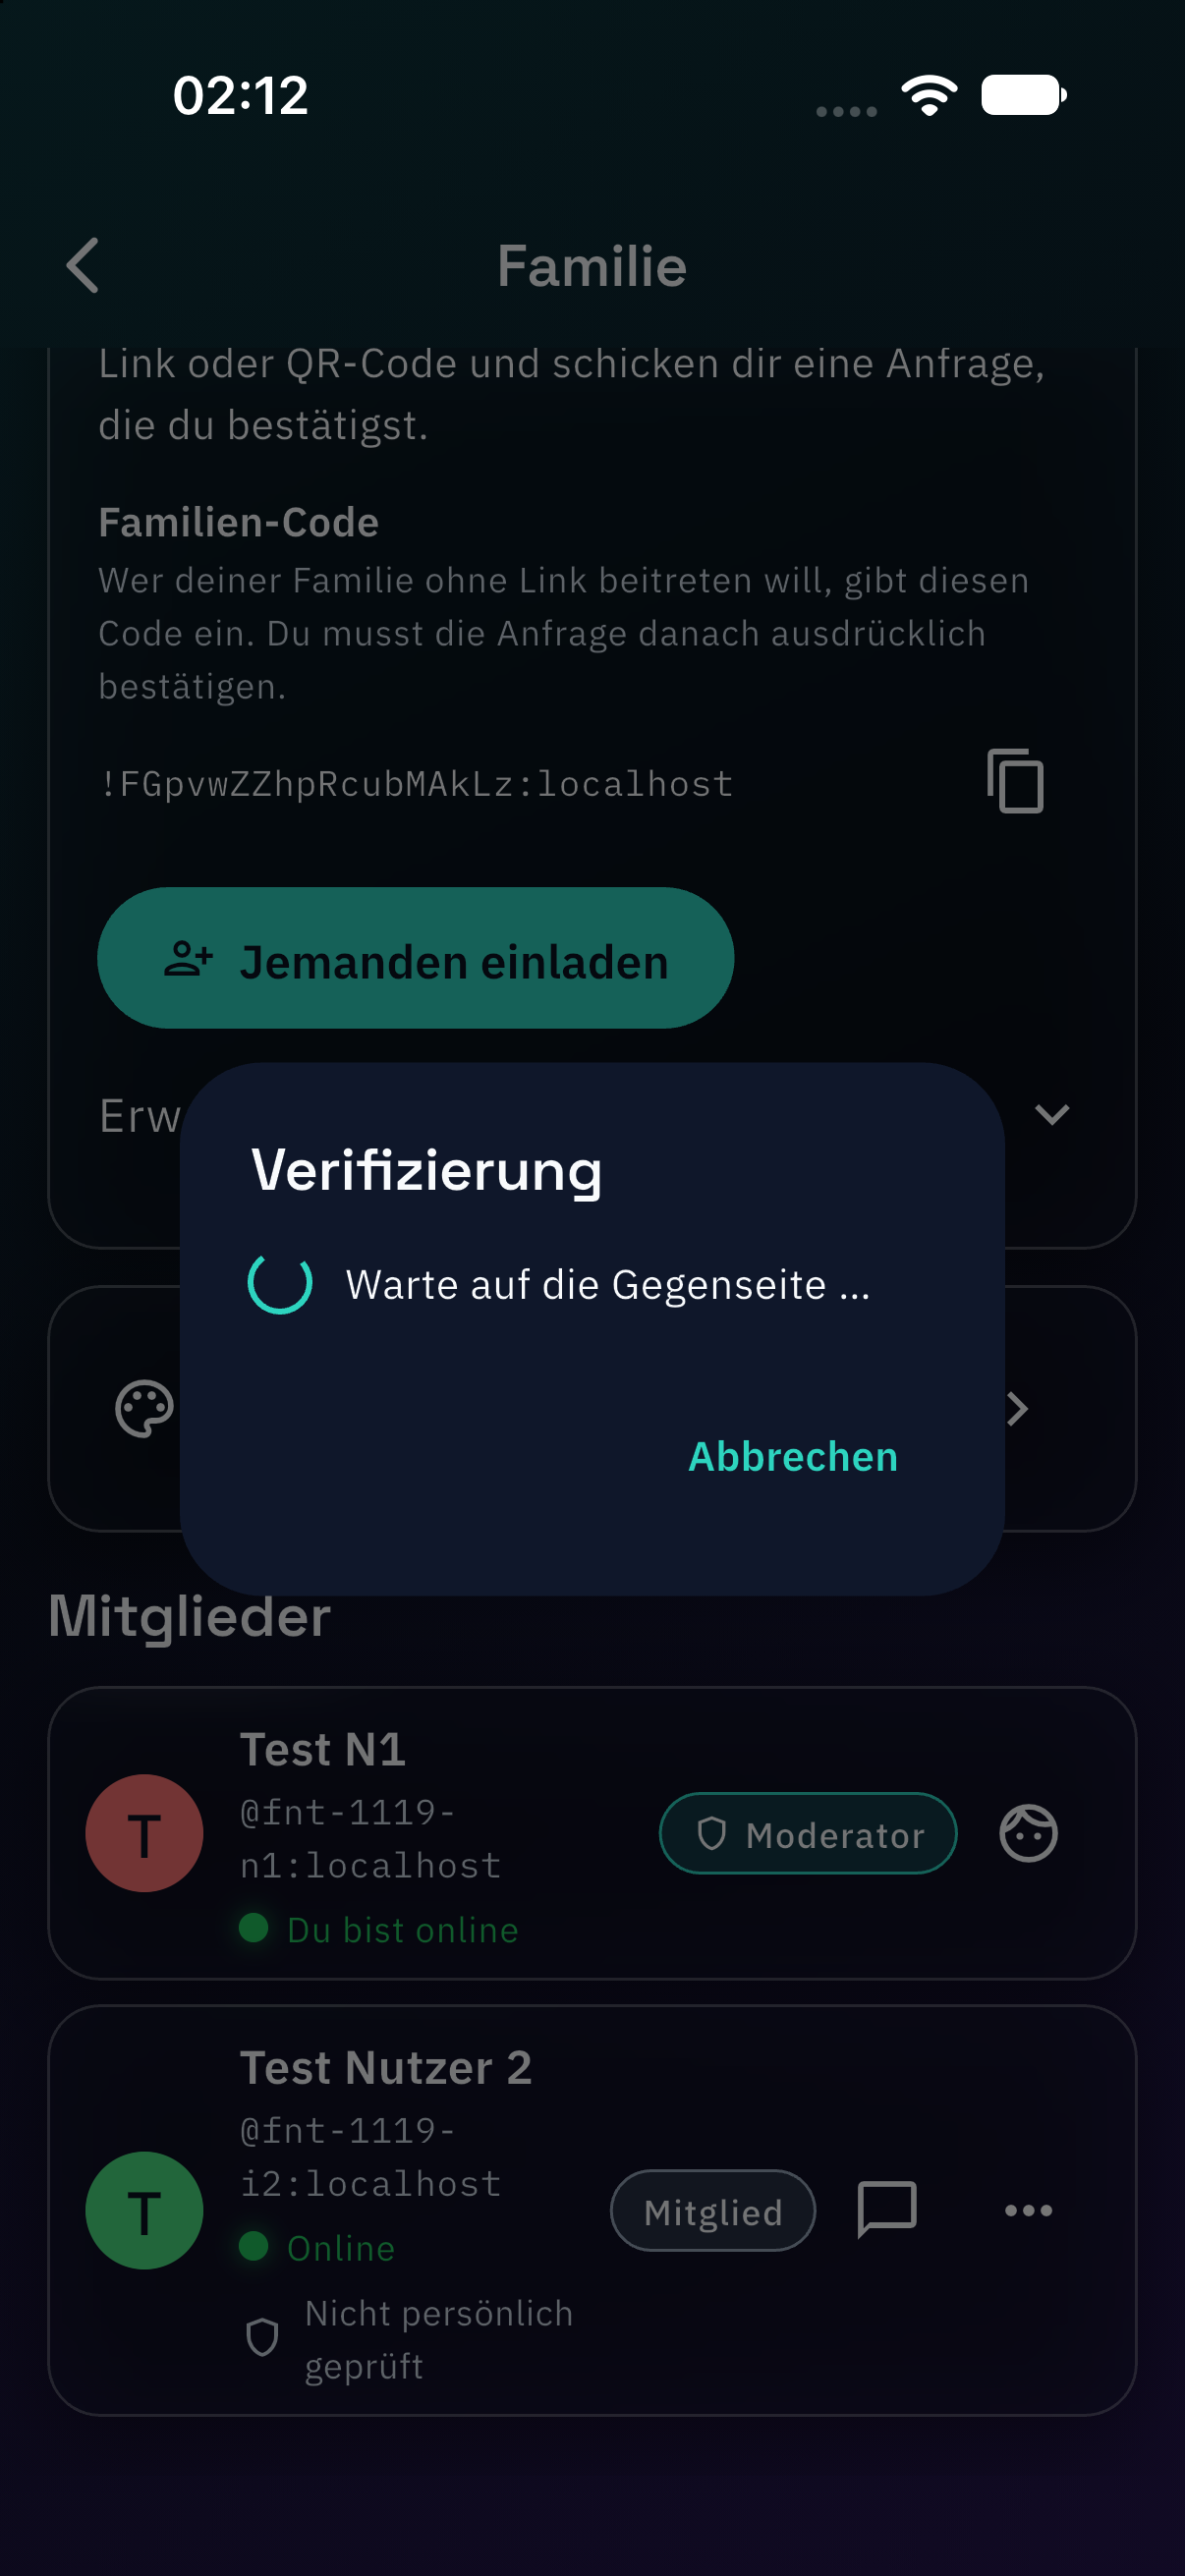 02:12
Familie
Link oder QR-Code und schicken dir eine Anfrage,
die du bestätigst.
Familien-Code
Wer deiner Familie ohne Link beitreten will, gibt diesen
Code ein. Du musst die Anfrage danach ausdrücklich
bestätigen.
!FGpvwZZhpRcubMAkLz:localhost
Jemanden einladen
Erw
Verifizierung
Warte auf die Gegenseite ...
Abbrechen
Mitglieder
T
Test N1
@fnt-1119-
n1:localhost
Moderator
Du bist online
T
Test Nutzer 2
@fnt-1119-
i2:localhost
Mitglied
Online
Nicht persönlich
geprüft